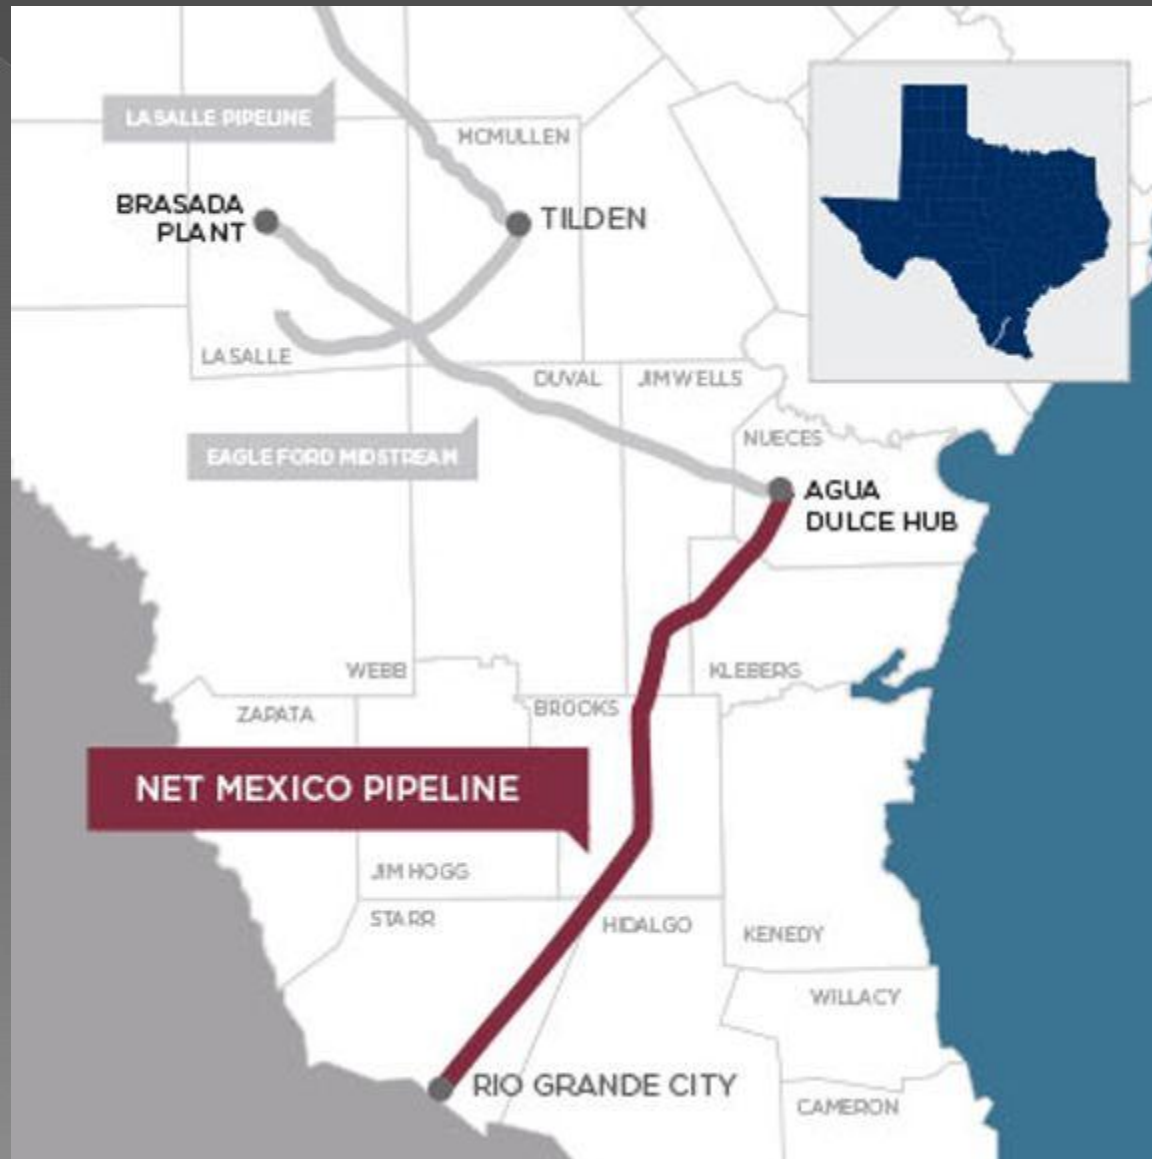 LA SALLE PIPELINE
MCMULLEN
BRASADA
PLANT
TILDEN
LA SALLE
DUVAL
JIM WELLS
NUECES
EAGLE FORD MIDSTREAM
AGUA
DULCE HUB
WEBB
KLEBERG
ZAPATA
BROOKS
NET MEXICO PIPELINE
JIM HOGG
STARR
HIDALGO
KENEDY
WILLACY
RIO GRANDE CITY
CAMERON